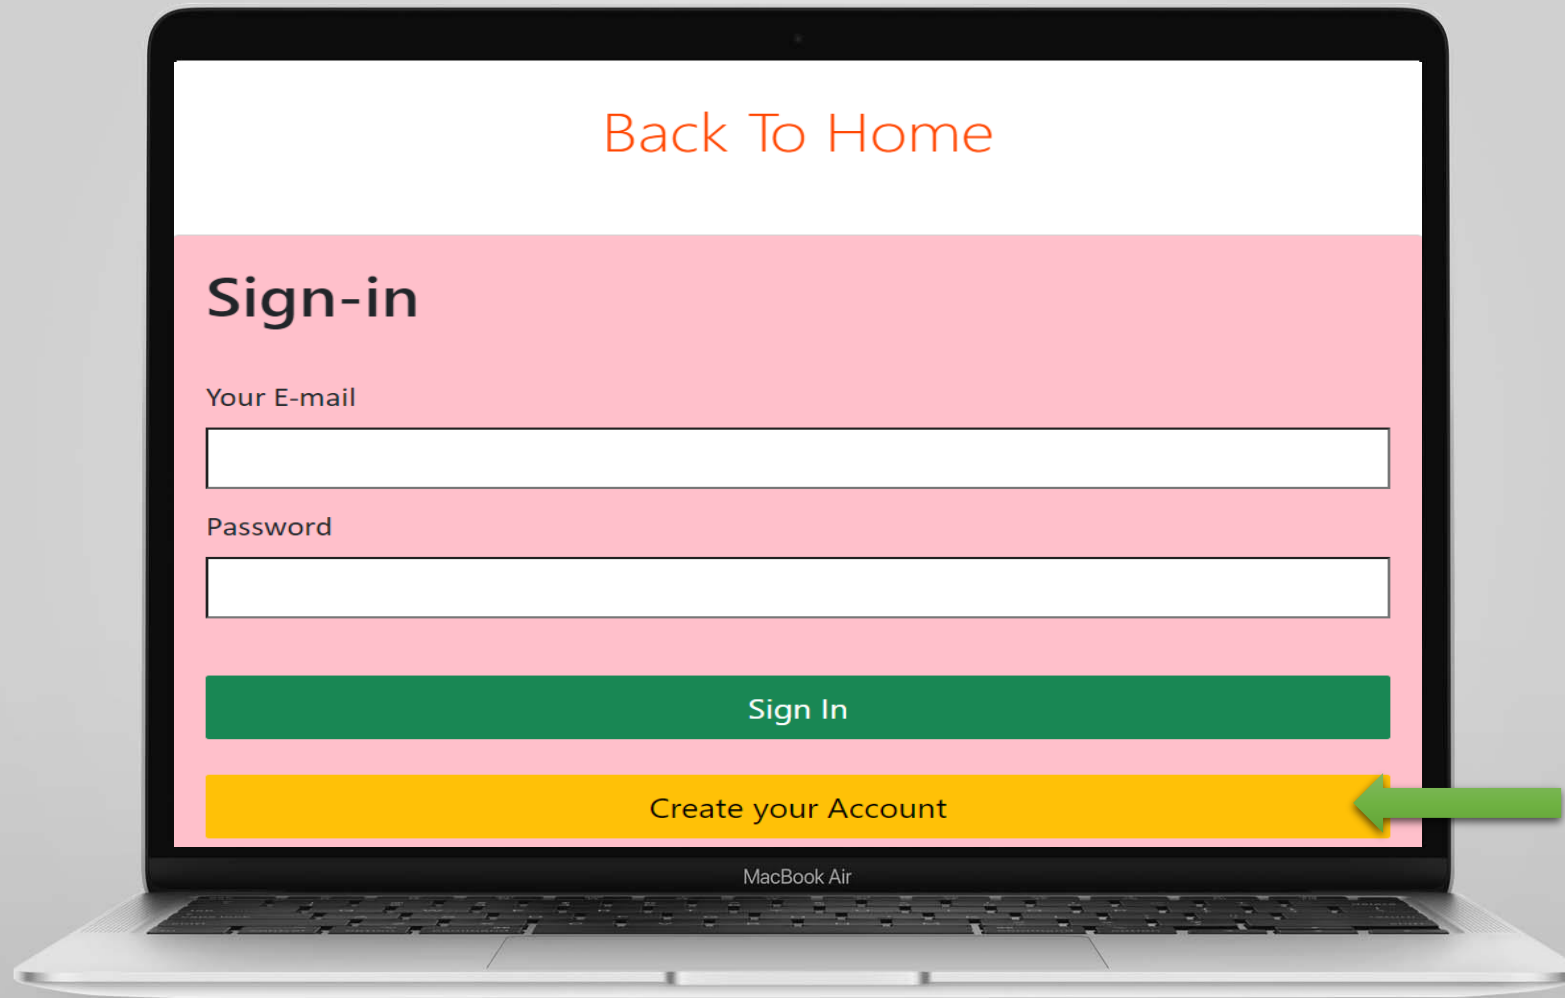 Back To Home
Sign-in
Your E-mail
Password
Sign In
Create your Account
MacBook Air